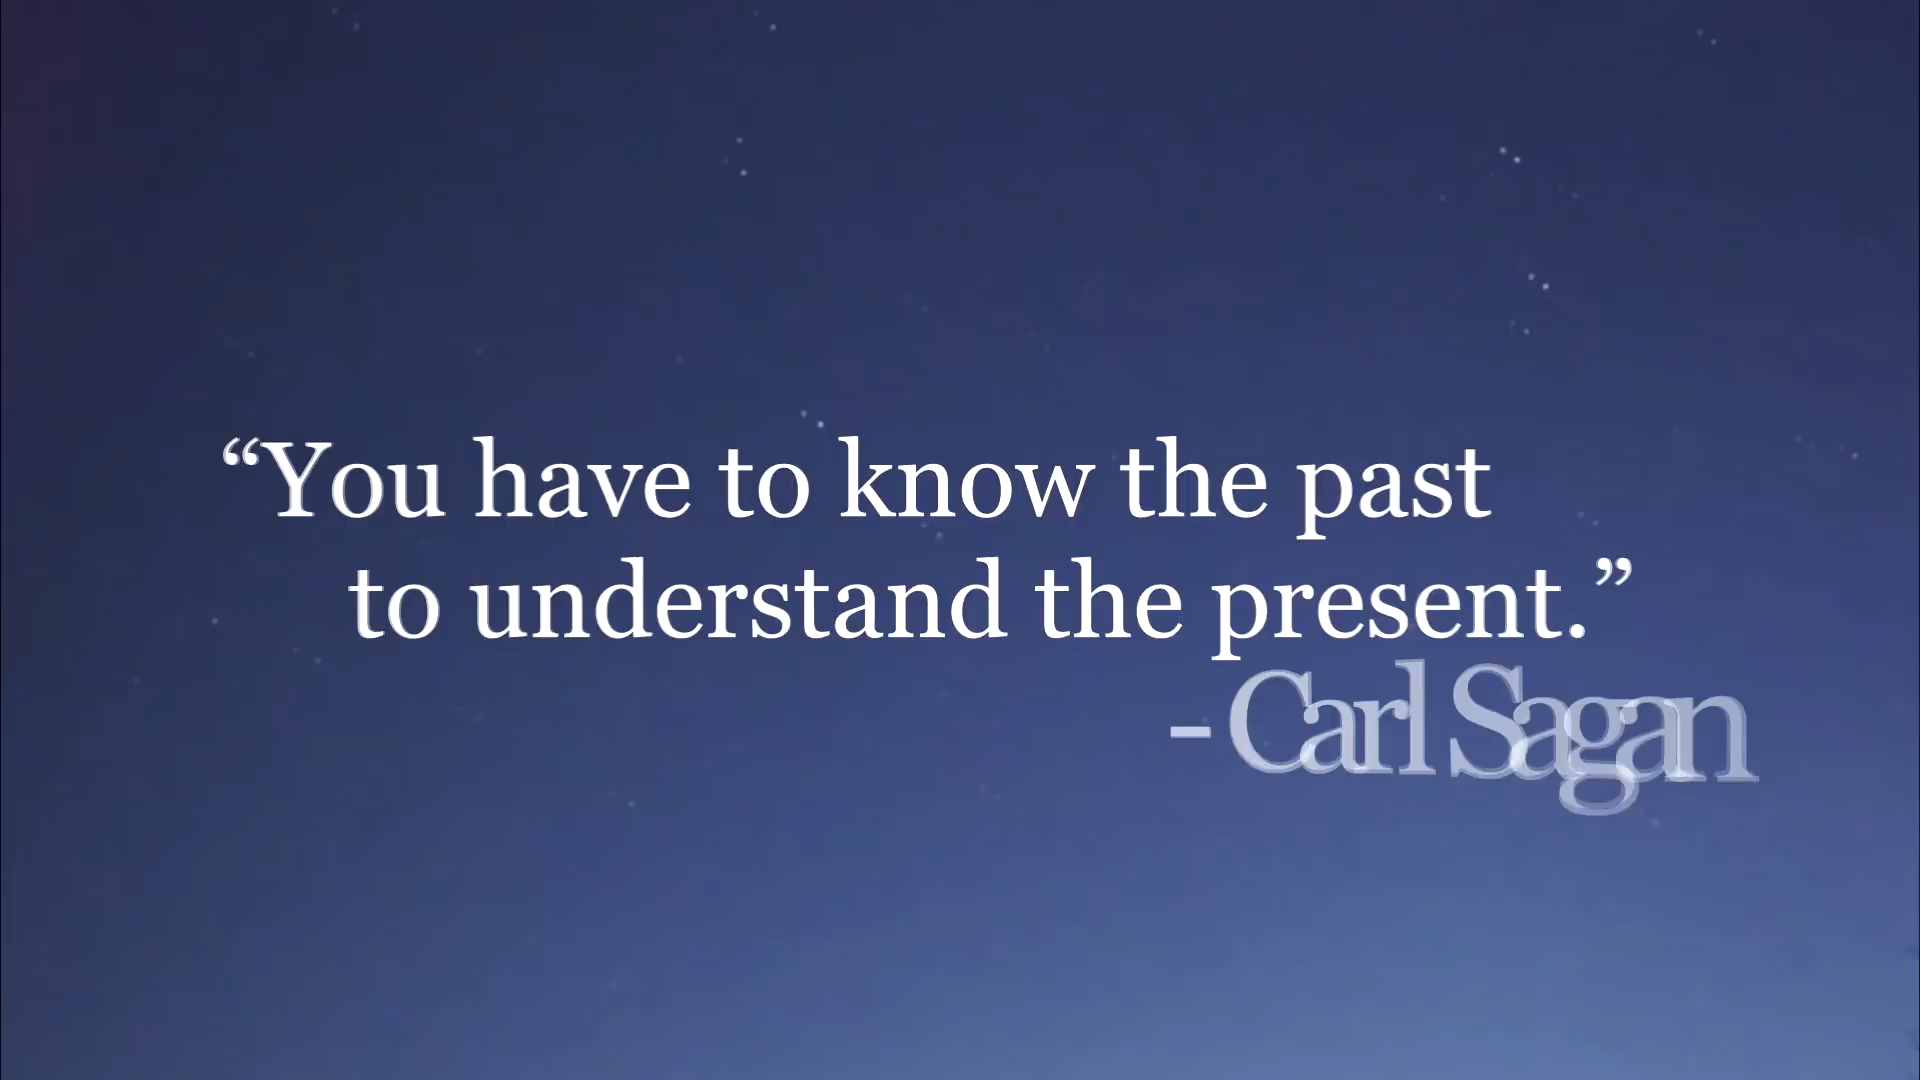 “You have to know the past
to understand the present.”
- Carl Sagan